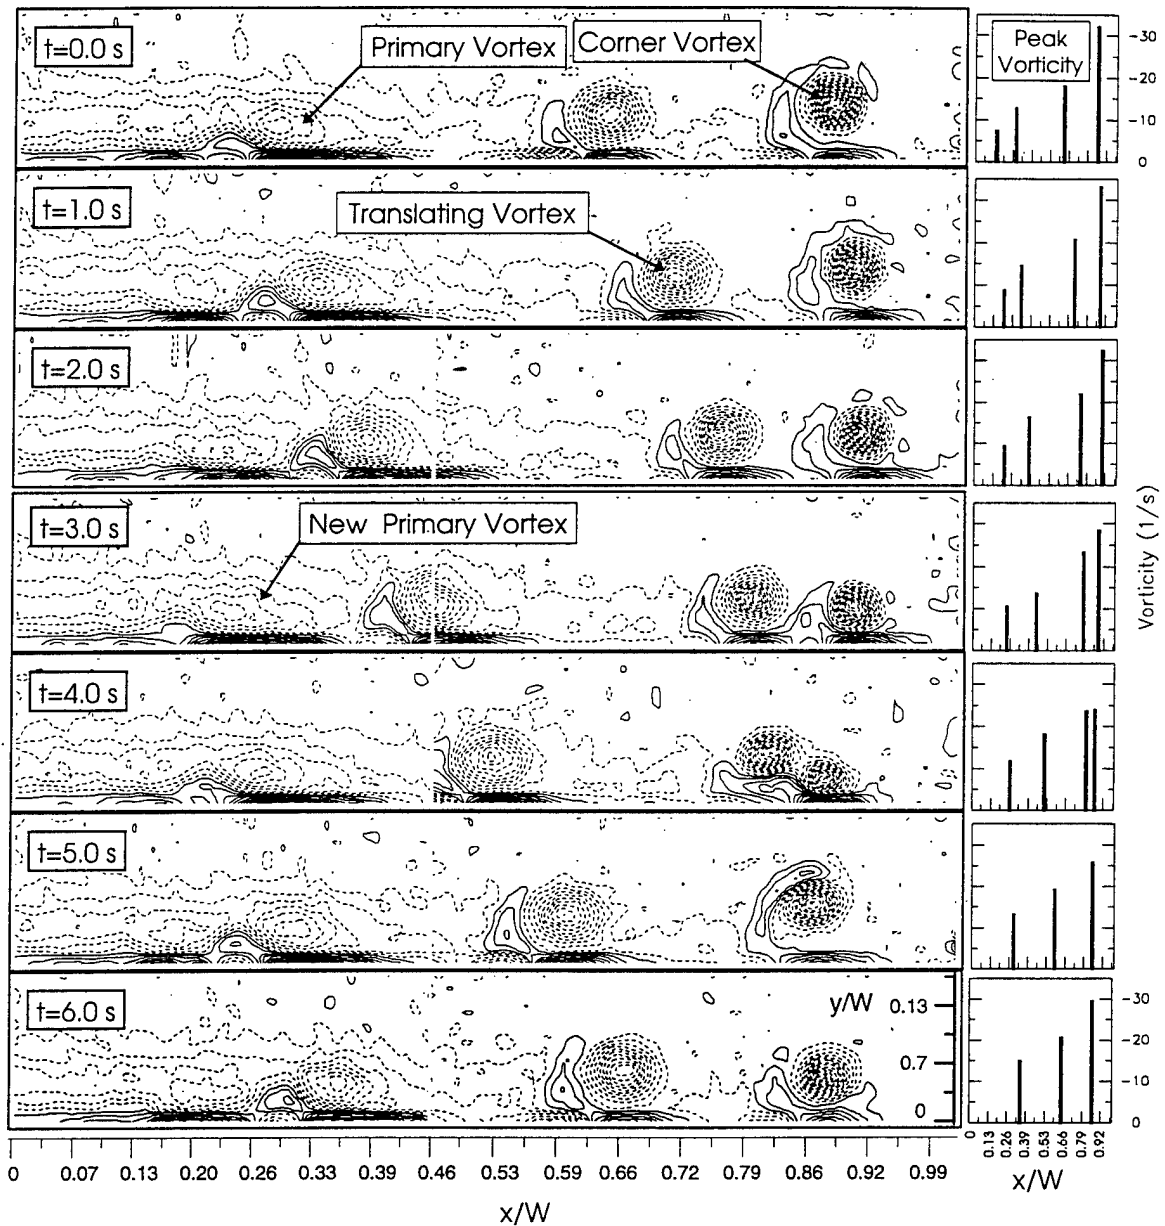 t=0.0 s
Primary Vortex
Corner Vortex
Peak
Vorticity
-30
-20
-10
0
t=1.0 s
Translating Vortex
t=2.0 s
t=3.0 s
New Primary Vortex
Vorticity (1/s)
t=4.0 s
t=5.0 s
t=6.0 s
y/W 0.13
0.7
0
-30
-20
-10
0
0 0.13 0.26 0.39 0.53 0.66 0.79 0.92
x/W
0 0.07 0.13 0.20 0.26 0.33 0.39 0.46 0.53 0.59 0.66 0.72 0.86 0.92 0.99
x/W